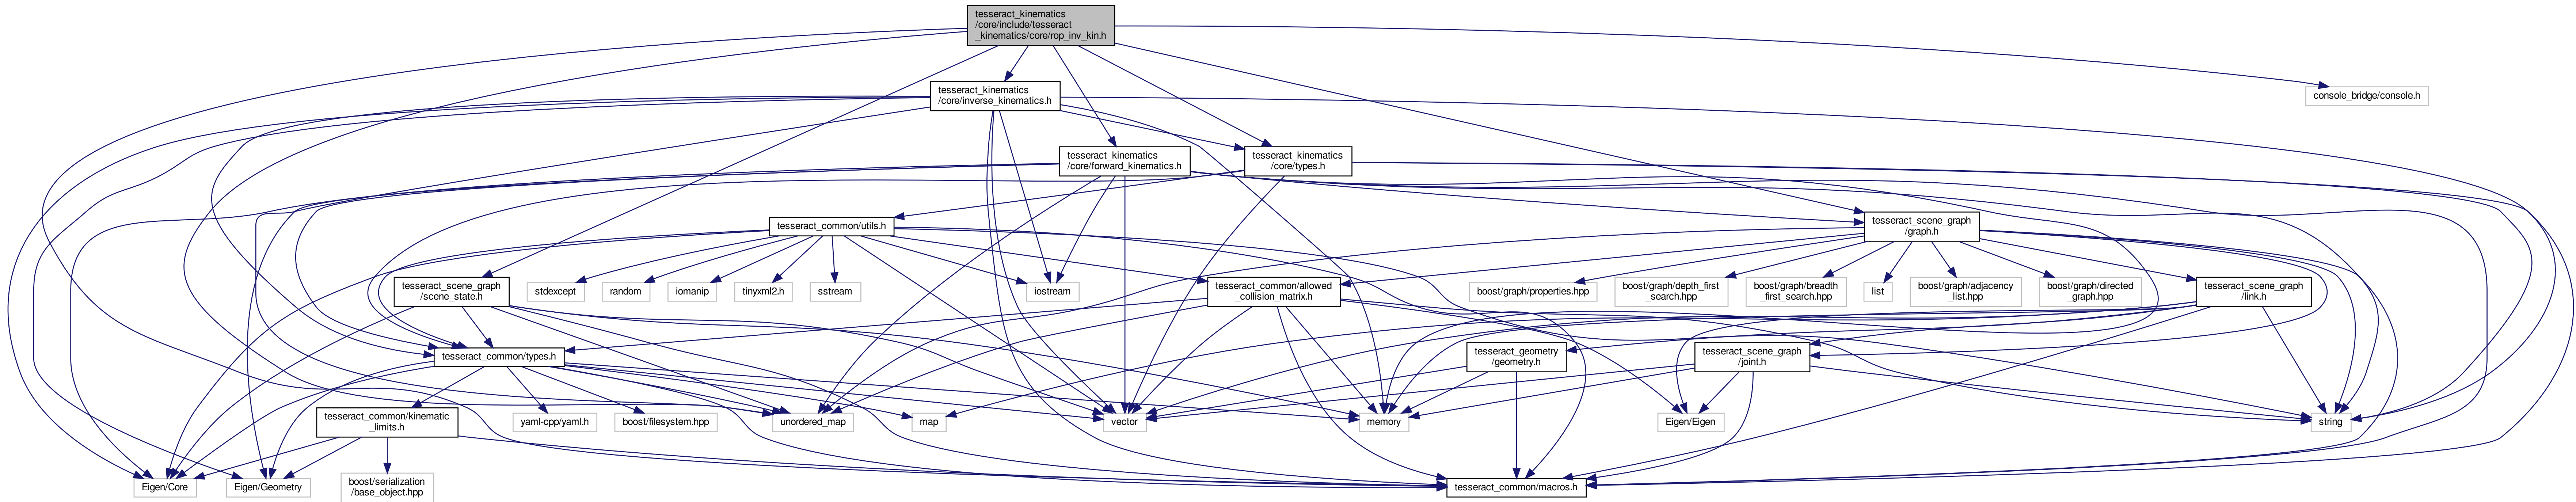 tesseract_kinematics
/core/include/tesseract
_kinematics/core/rop_inv_kin.h
tesseract_kinematics
/core/inverse_kinematics.h
console_bridge/console.h
tesseract_kinematics
/core/forward_kinematics.h
tesseract_kinematics
/core/types.h
tesseract_common/utils.h
tesseract_scene_graph
/graph.h
tesseract_scene_graph
/scene_state.h
stdexcept
random
iomanip
tinyxml2.h
sstream
iostream
tesseract_common/allowed
_collision_matrix.h
boost/graph/properties.hpp
boost/graph/depth_first
_search.hpp
boost/graph/breadth
_first_search.hpp
list
boost/graph/adjacency
_list.hpp
boost/graph/directed
_graph.hpp
tesseract_scene_graph
/link.h
tesseract_common/types.h
tesseract_geometry
/geometry.h
tesseract_scene_graph
/joint.h
tesseract_common/kinematic
_limits.h
yaml-cpp/yaml.h
boost/filesystem.hpp
unordered_map
map
vector
memory
Eigen/Eigen
string
Eigen/Core
Eigen/Geometry
boost/serialization
/base_object.hpp
tesseract_common/macros.h